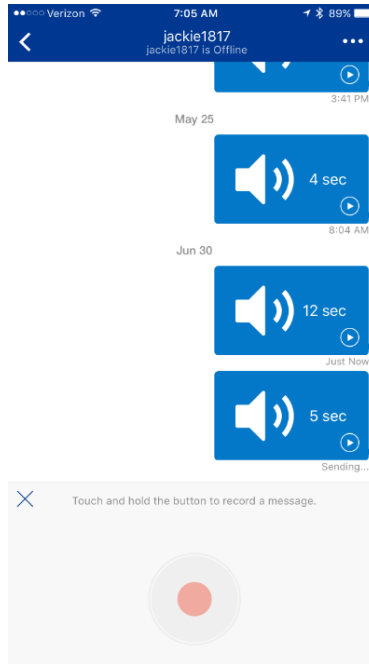 Verizon 7:05 AM 89%
jackie1817
jackie1817 is Offline
3:41 PM
May 25
4 sec
8:04 AM
Jun 30
12 sec
Just Now
5 sec
Sending...
Touch and hold the button to record a message.